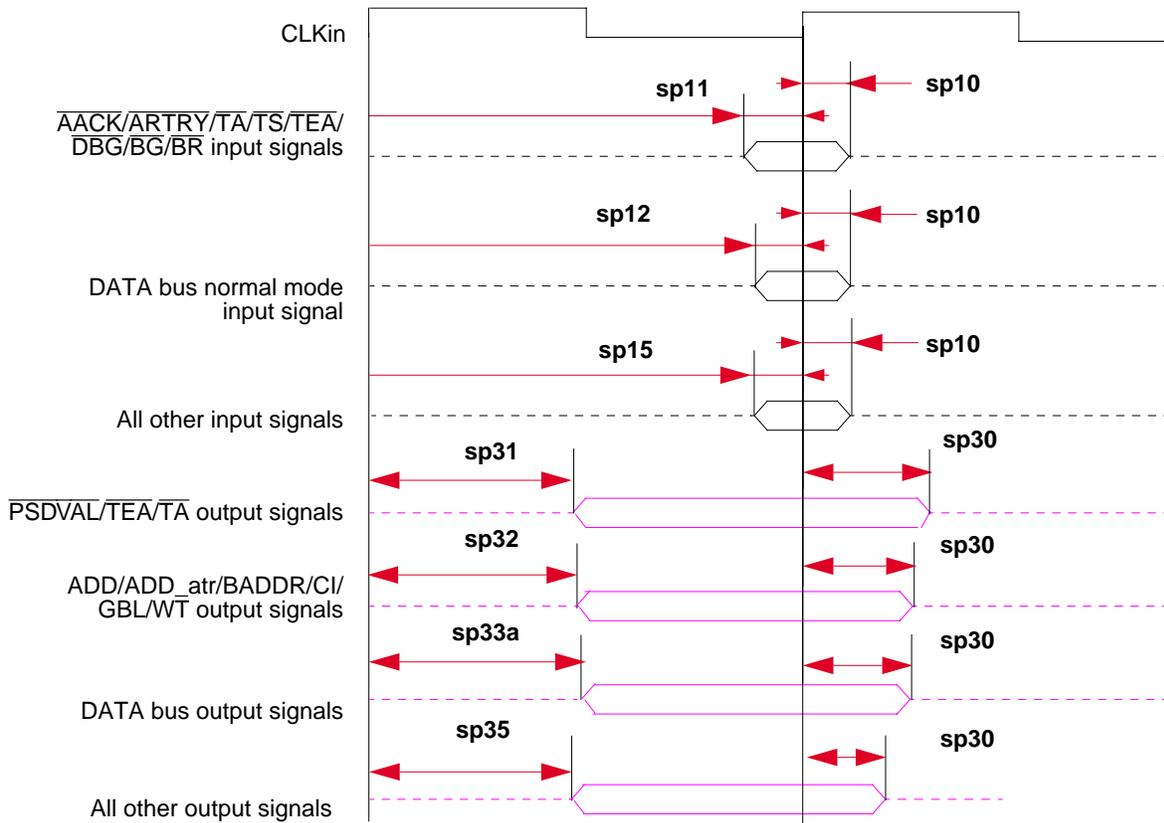 CLKin
sp11
sp10
AACK/ARTRY/TA/TS/TEA/
DBG/BG/BR input signals
sp12
sp10
DATA bus normal mode
input signal
sp15
sp10
All other input signals
sp31
sp30
PSDVAL/TEA/TA output signals
sp32
sp30
ADD/ADD_atr/BADDR/CI/
GBL/WT output signals
sp33a
sp30
DATA bus output signals
sp35
sp30
All other output signals